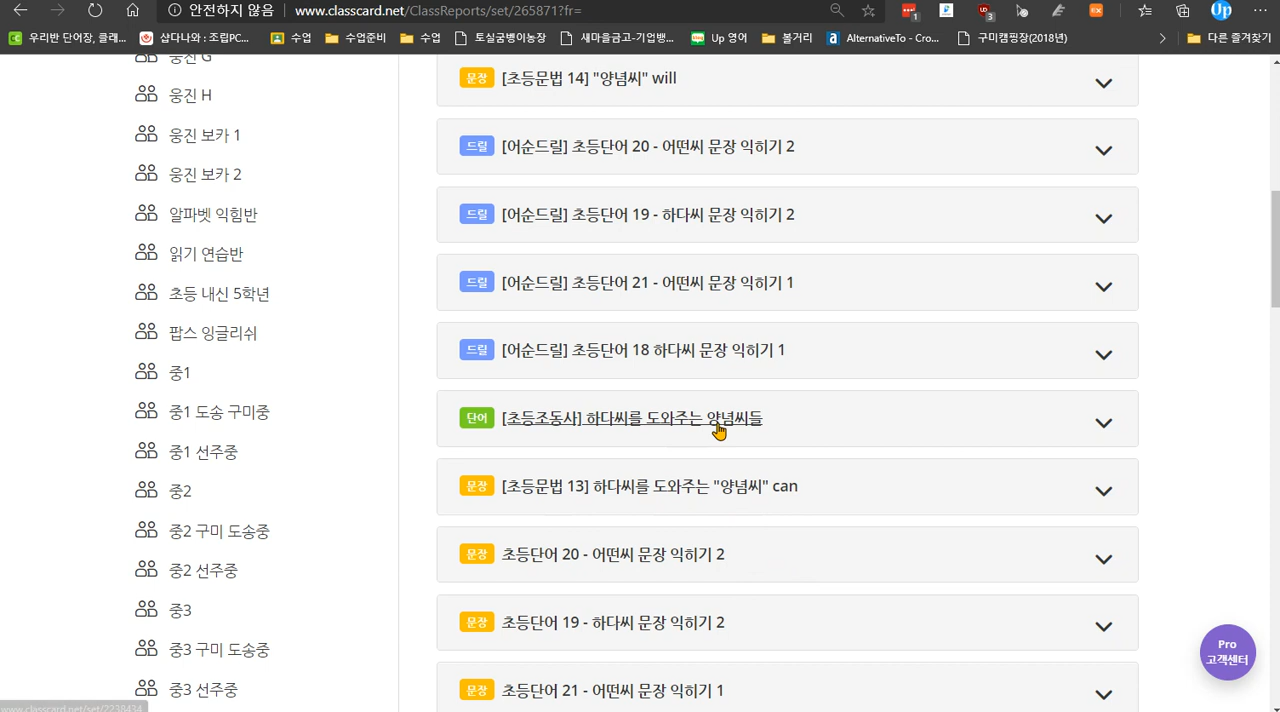 안전하지 않음 | www.classcard.net/ClassReports/set/265871?fr=
우리반 단어장, 클래... 샵다나와 : 조립PC... 수업 수업준비 수업 토실굼벵이농장 새마을금고-기업뱅... Up 영어 볼거리 AlternativeTo - Cro... 구미캠핑장(2018년) 다른 즐겨찾기
웅진 G
웅진 H
웅진 보카 1
웅진 보카 2
알파벳 익힘반
읽기 연습반
초등 내신 5학년
팝스 잉글리쉬
중1
중1 도송 구미중
중1 선주중
중2
중2 구미 도송중
중2 선주중
중3
중3 구미 도송중
중3 선주중
문장 [초등문법 14] "양념씨" will
드릴 [어순드릴] 초등단어 20 - 어떤씨 문장 익히기 2
드릴 [어순드릴] 초등단어 19 - 하다씨 문장 익히기 2
드릴 [어순드릴] 초등단어 21 - 어떤씨 문장 익히기 1
드릴 [어순드릴] 초등단어 18 하다씨 문장 익히기 1
단어 [초등조동사] 하다씨를 도와주는 양념씨들
문장 [초등문법 13] 하다씨를 도와주는 "양념씨" can
문장 초등단어 20 - 어떤씨 문장 익히기 2
문장 초등단어 19 - 하다씨 문장 익히기 2
문장 초등단어 21 - 어떤씨 문장 익히기 1
Pro
고객센터
www.classcard.net/set/2238434